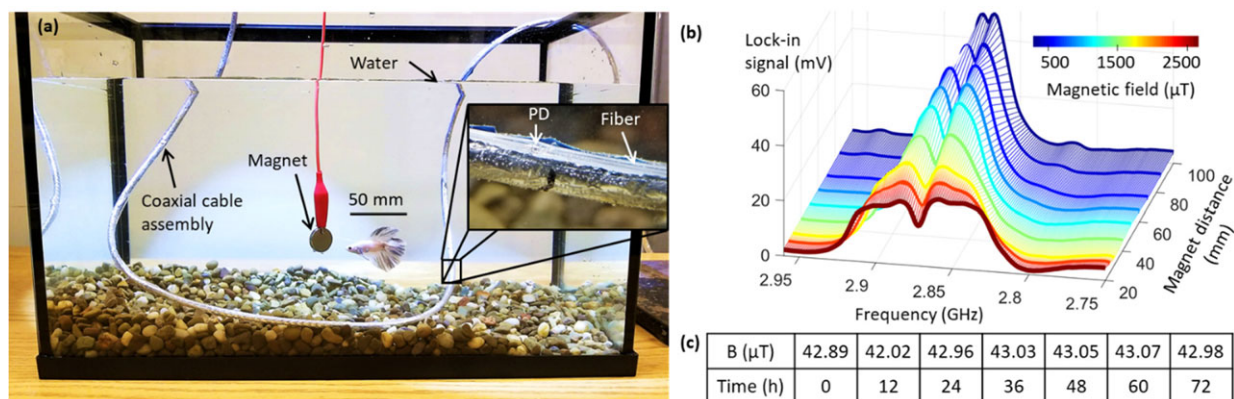 (a)
Water
PD
Fiber
Magnet
50 mm
Coaxial cable
assembly
(b)
Lock-in
signal (mV)
60
40
20
0
500 1500 2500
Magnetic field (µT)
100
80
60
40
20
Magnet distance
(mm)
2.95 2.9 2.85 2.8 2.75
Frequency (GHz)
(c)
B (µT) 42.89 42.02 42.96 43.03 43.05 43.07 42.98
Time (h) 0 12 24 36 48 60 72